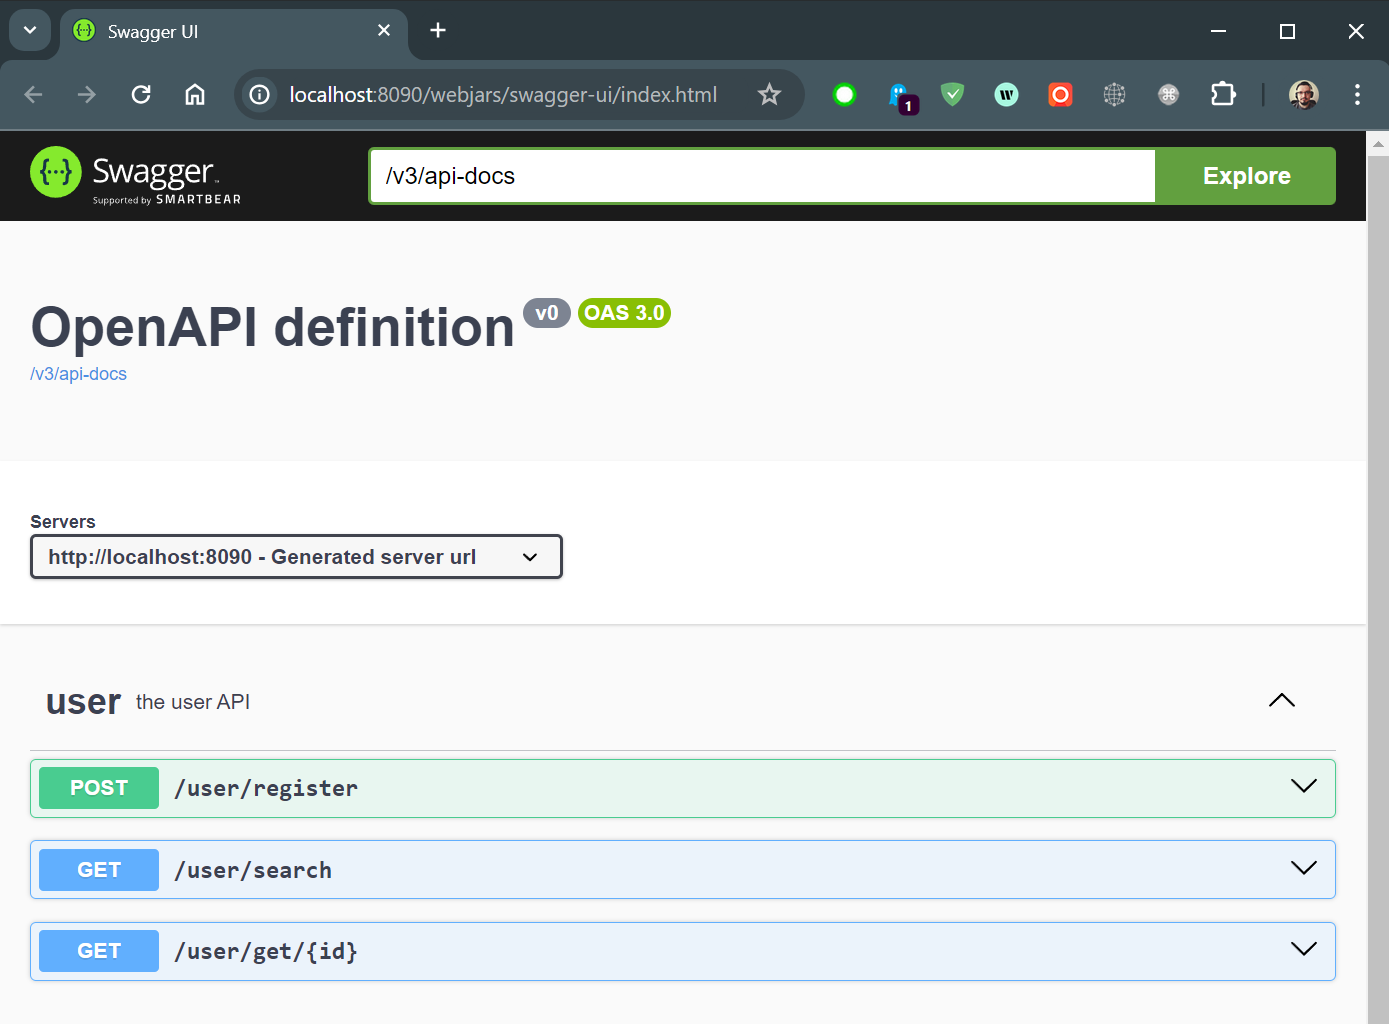 Swagger UI
localhost:8090/webjars/swagger-ui/index.html
1
Swagger™
Supported by SMARTBEAR
/v3/api-docs
Explore
OpenAPI definition v0 OAS 3.0
/v3/api-docs
Servers
http://localhost:8090 - Generated server url
user the user API
POST /user/register
GET /user/search
GET /user/get/{id}